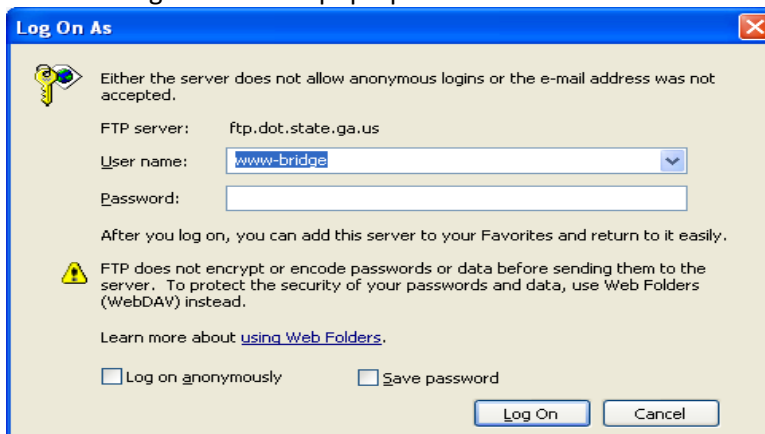 Log On As
Either the server does not allow anonymous logins or the e-mail address was not
accepted.
FTP server: ftp.dot.state.ga.us
User name: www-bridge
Password:
After you log on, you can add this server to your Favorites and return to it easily.
FTP does not encrypt or encode passwords or data before sending them to the
server. To protect the security of your passwords and data, use Web Folders
(WebDAV) instead.
Learn more about using Web Folders.
Log on anonymously Save password
Log On Cancel